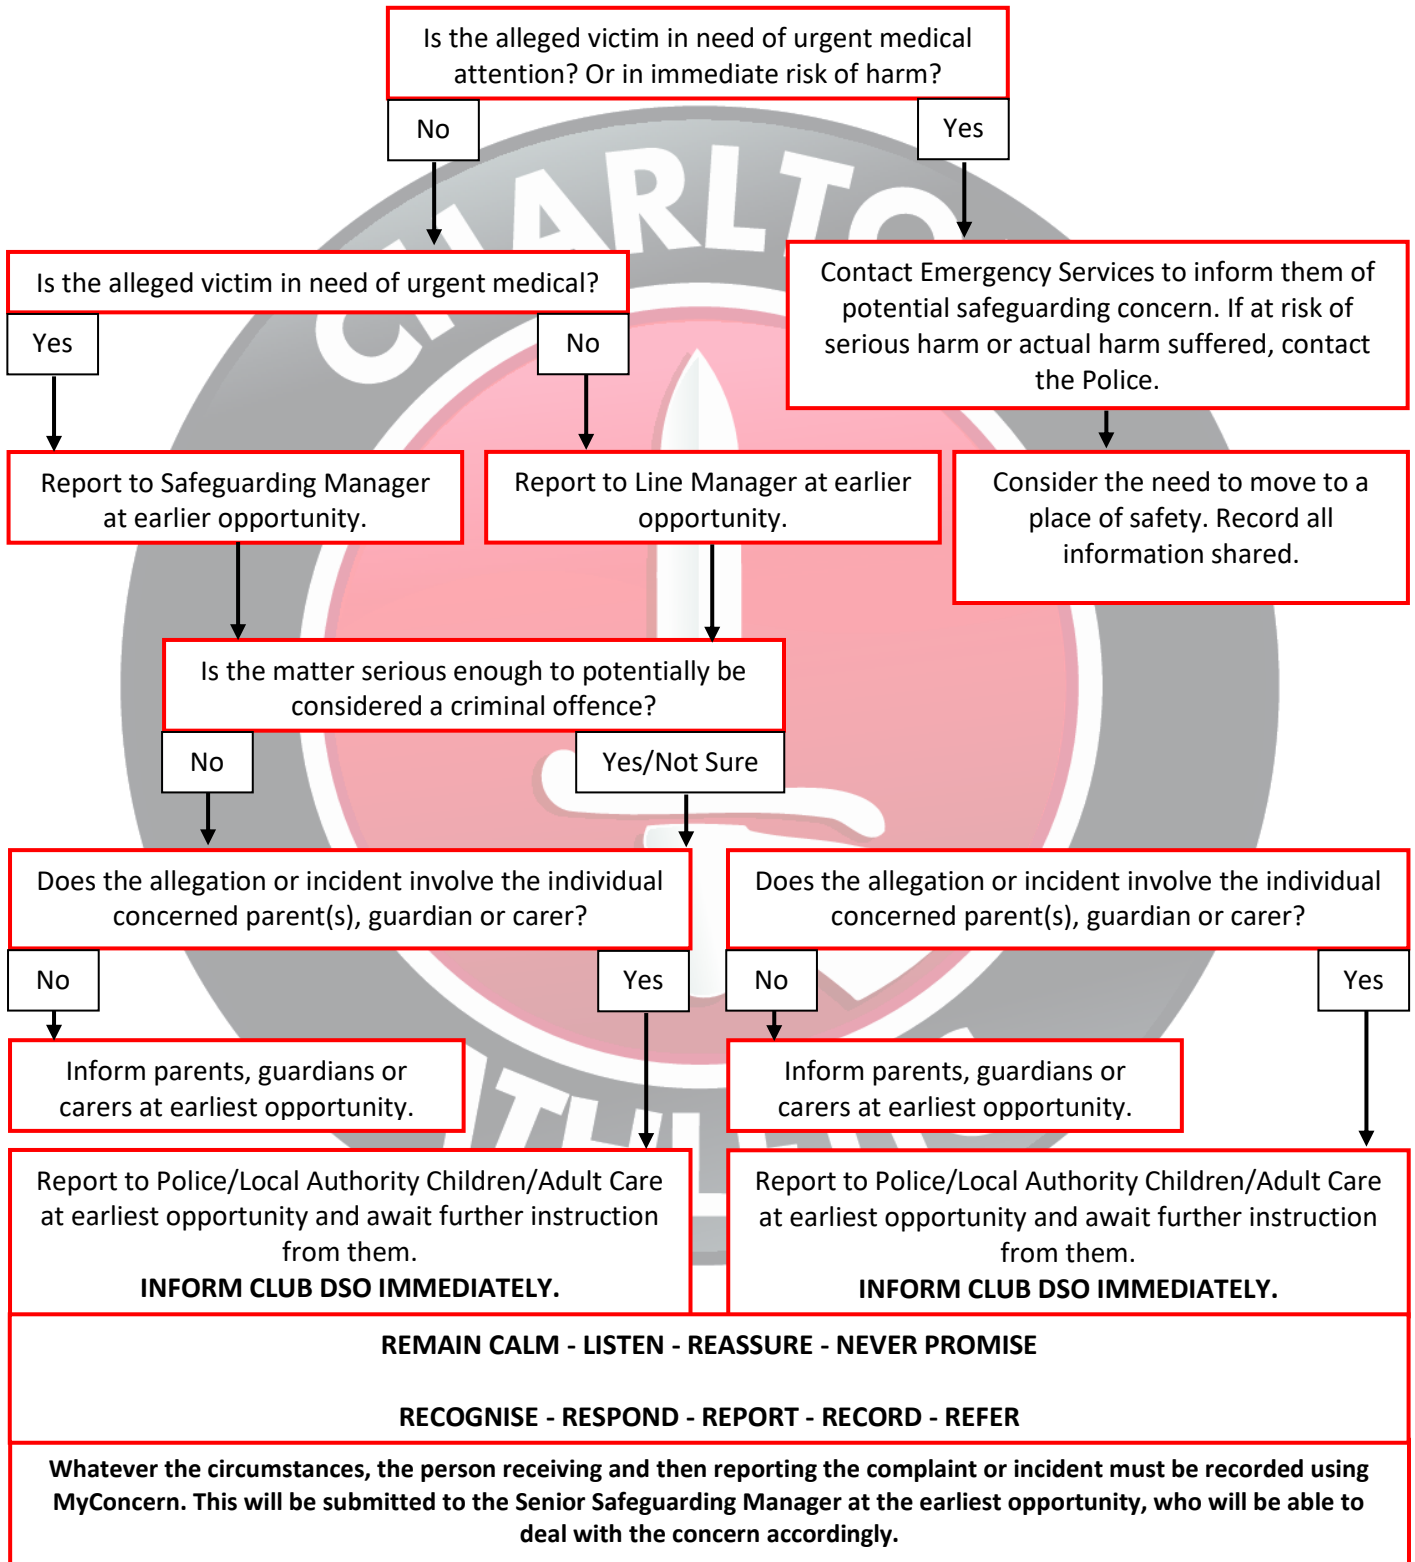 Is the alleged victim in need of urgent medical
attention? Or in immediate risk of harm?
No
Yes
CHARLTO
Is the alleged victim in need of urgent medical?
Yes
No
Contact Emergency Services to inform them of
potential safeguarding concern. If at risk of
serious harm or actual harm suffered, contact
the Police.
Report to Safeguarding Manager
at earlier opportunity.
Report to Line Manager at earlier
opportunity.
Consider the need to move to a
place of safety. Record all
information shared.
Is the matter serious enough to potentially be
considered a criminal offence?
No
Yes/Not Sure
Does the allegation or incident involve the individual
concerned parent(s), guardian or carer?
Does the allegation or incident involve the individual
concerned parent(s), guardian or carer?
No
Yes
No
Yes
Inform parents, guardians or
carers at earliest opportunity.
Inform parents, guardians or
carers at earliest opportunity.
Report to Police/Local Authority Children/Adult Care
at earliest opportunity and await further instruction
from them.
INFORM CLUB DSO IMMEDIATELY.
Report to Police/Local Authority Children/Adult Care
at earliest opportunity and await further instruction
from them.
INFORM CLUB DSO IMMEDIATELY.
REMAIN CALM - LISTEN - REASSURE - NEVER PROMISE
RECOGNISE - RESPOND - REPORT - RECORD - REFER
Whatever the circumstances, the person receiving and then reporting the complaint or incident must be recorded using
MyConcern. This will be submitted to the Senior Safeguarding Manager at the earliest opportunity, who will be able to
deal with the concern accordingly.